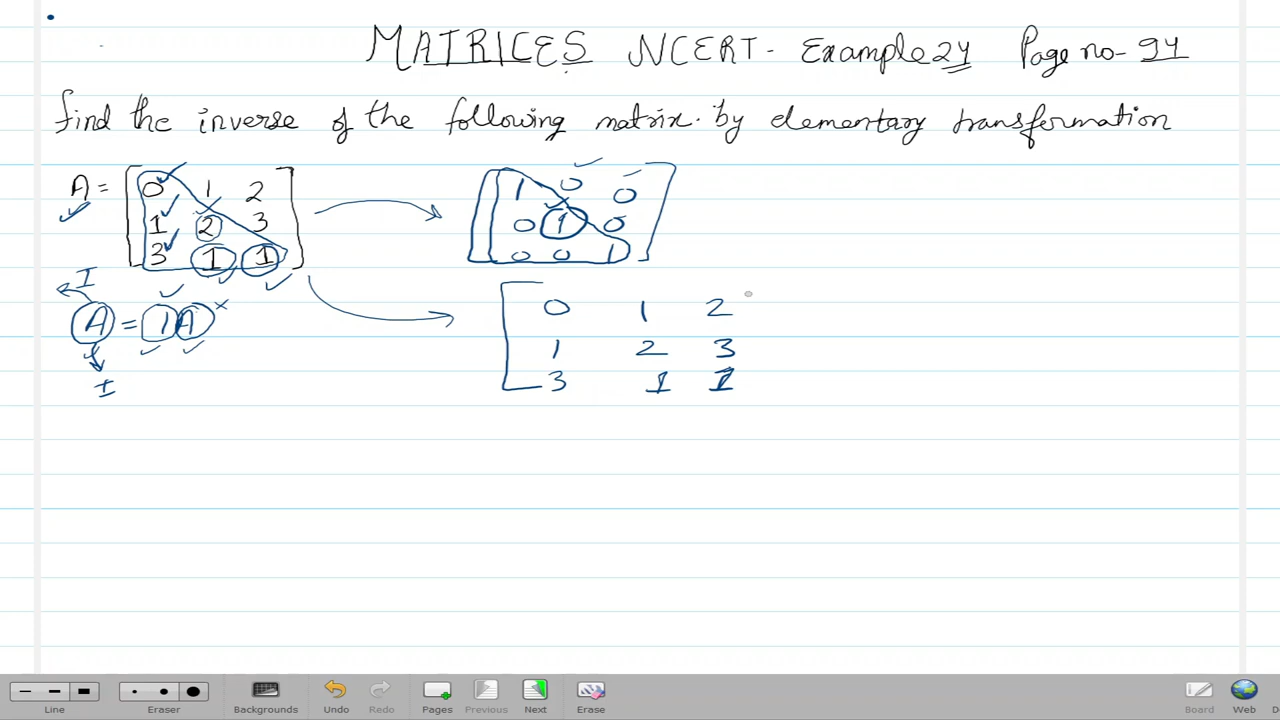 MATRICES NCERT- Example 24 Page no- 94
find the inverse of the following matrix. by elementary transformation
A = 0 1 2
1 2 3
3 1 1
1 0 0
0 1 0
0 0 1
I
A = IA
I
0 1 2
1 2 3
3 1 1
Line
Eraser
Backgrounds
Undo
Redo
Pages
Previous
Next
Erase
Board
Web